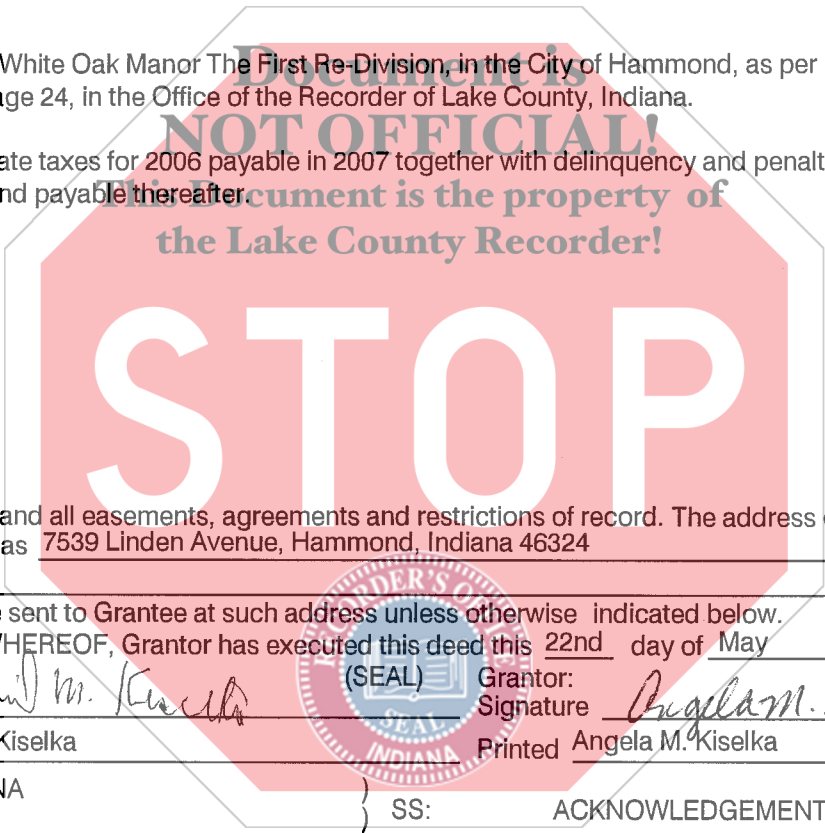 Document is
White Oak Manor The First Re-Division, in the City of Hammond, as per
age 24, in the Office of the Recorder of Lake County, Indiana.
NOT OFFICIAL!
ate taxes for 2006 payable in 2007 together with delinquency and penalt
nd payable thereafter.
This Document is the property of
the Lake County Recorder!
STOP
and all easements, agreements and restrictions of record. The address
as 7539 Linden Avenue, Hammond, Indiana 46324
sent to Grantee at such address unless otherwise indicated below.
WHEREOF, Grantor has executed this deed this 22nd day of May
M. Kiselka (SEAL) Grantor:
Signature Angela M.
Kiselka Printed Angela M. Kiselka
RECORDER'S OFFICE
SEAL
INDIANA
NA
SS: ACKNOWLEDGEMENT